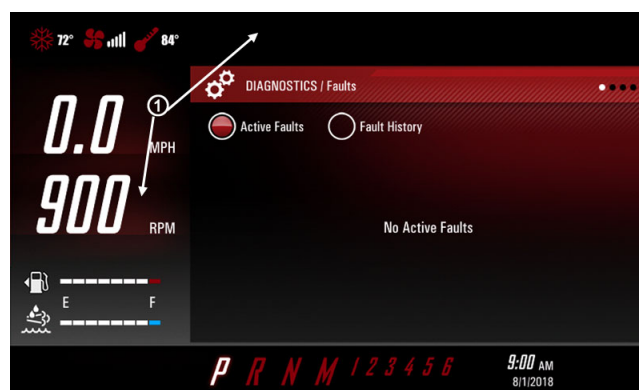 72° 84°
DIAGNOSTICS / Faults
1
0.0 MPH
Active Faults Fault History
900 RPM
No Active Faults
E F
P R N M 1 2 3 4 5 6
9:00 AM
8/1/2018